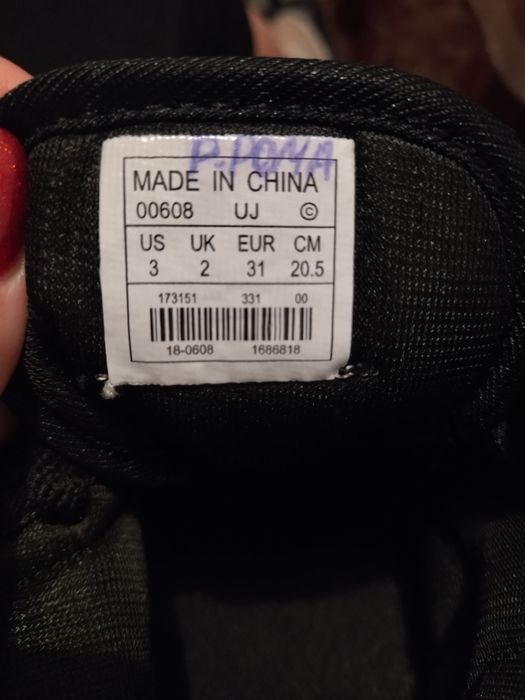 P. PONA
MADE IN CHINA
00608 UJ ©
US UK EUR CM
3 2 31 20.5
173151 331 00
18-0608 1686818